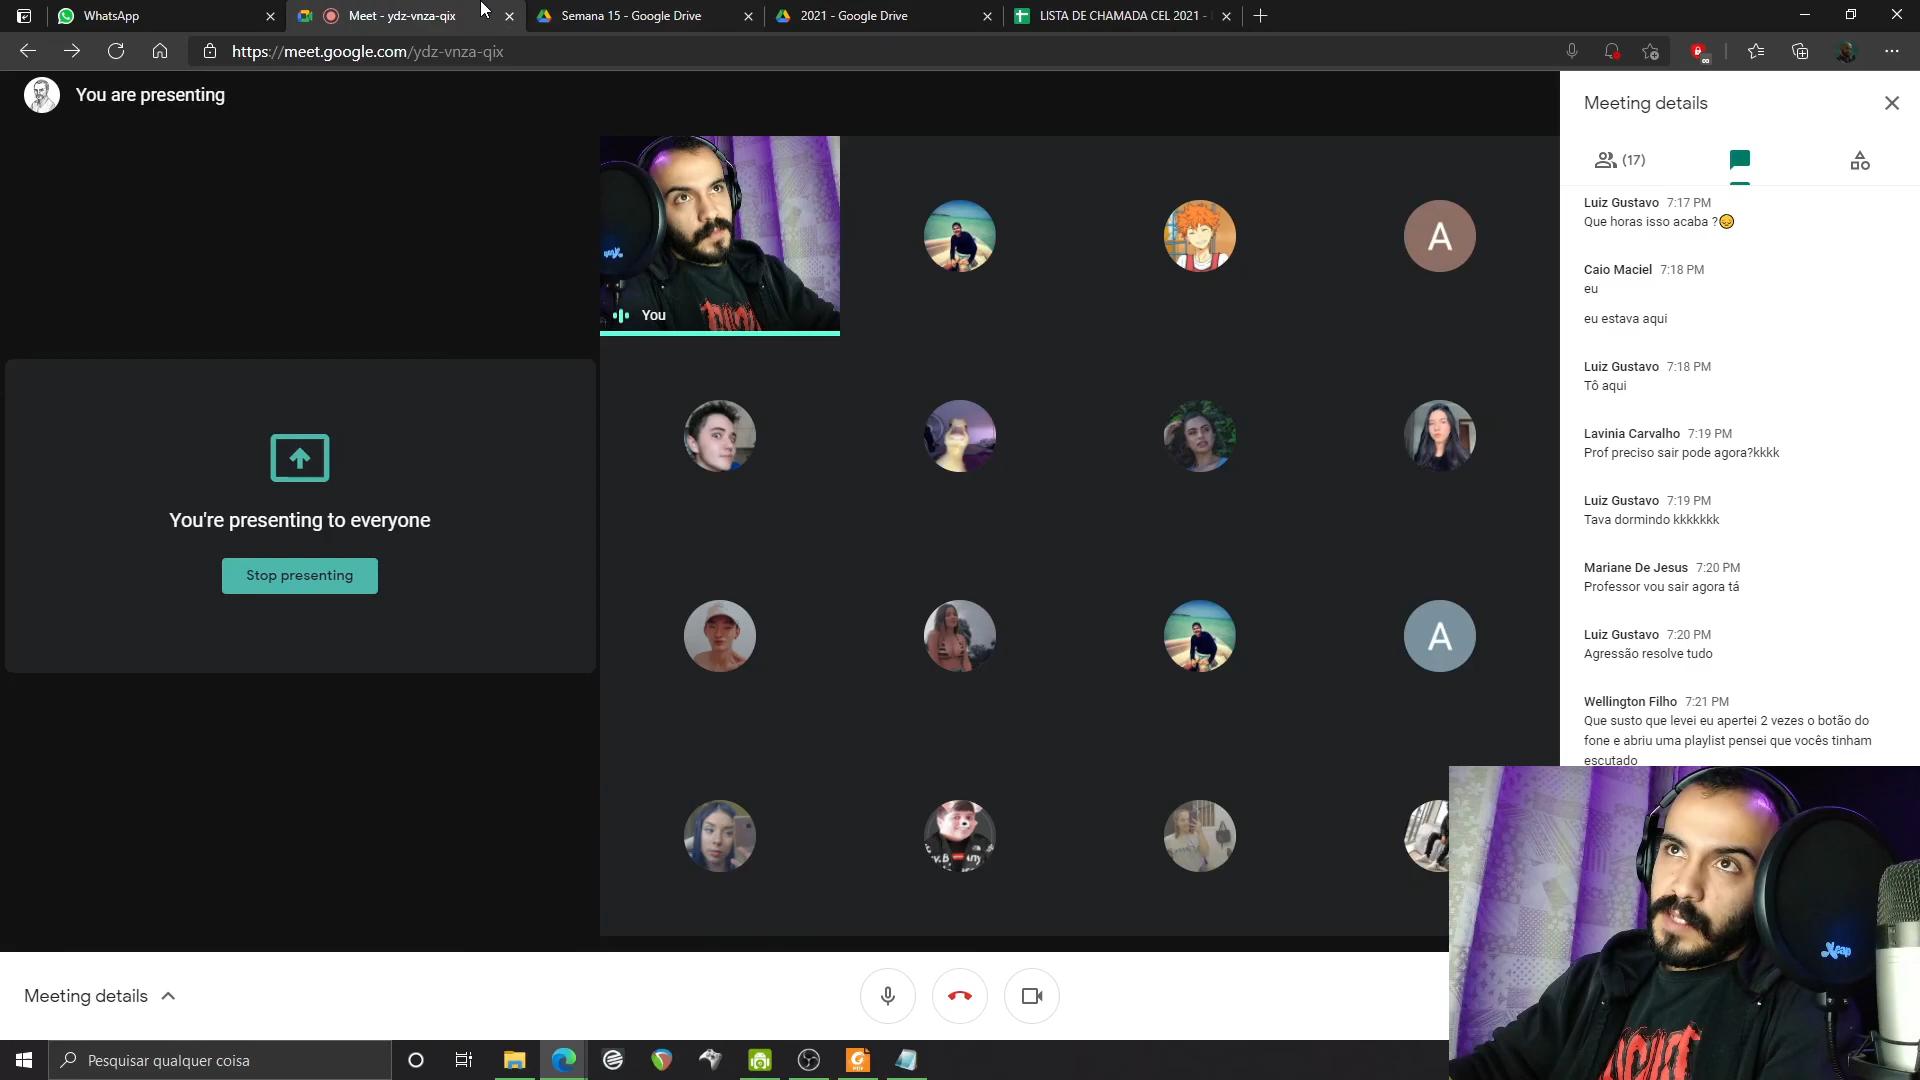 WhatsApp
Meet - ydz-vnza-qix
Semana 15 - Google Drive
2021 - Google Drive
LISTA DE CHAMADA CEL 2021 -
https://meet.google.com/ydz-vnza-qix
You are presenting
Meeting details
(17)
You
A
Luiz Gustavo 7:17 PM
Que horas isso acaba ?😔
Caio Maciel 7:18 PM
eu
eu estava aqui
Luiz Gustavo 7:18 PM
Tô aqui
Lavinia Carvalho 7:19 PM
Prof preciso sair pode agora?kkkk
Luiz Gustavo 7:19 PM
Tava dormindo kkkkkkk
Mariane De Jesus 7:20 PM
Professor vou sair agora tá
Luiz Gustavo 7:20 PM
Agressão resolve tudo
Wellington Filho 7:21 PM
Que susto que levei eu apertei 2 vezes o botão do
fone e abriu uma playlist pensei que vocês tinham
escutado
You're presenting to everyone
Stop presenting
A
Meeting details
Pesquisar qualquer coisa